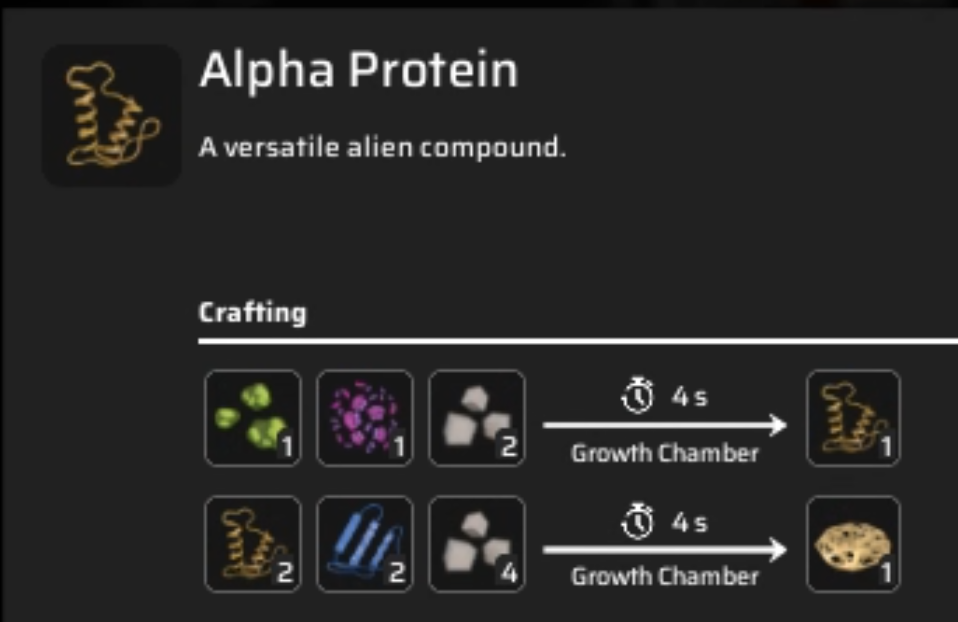 Alpha Protein
A versatile alien compound.
Crafting
1 1 2 4 s 1
Growth Chamber
2 2 4 4 s 1
Growth Chamber